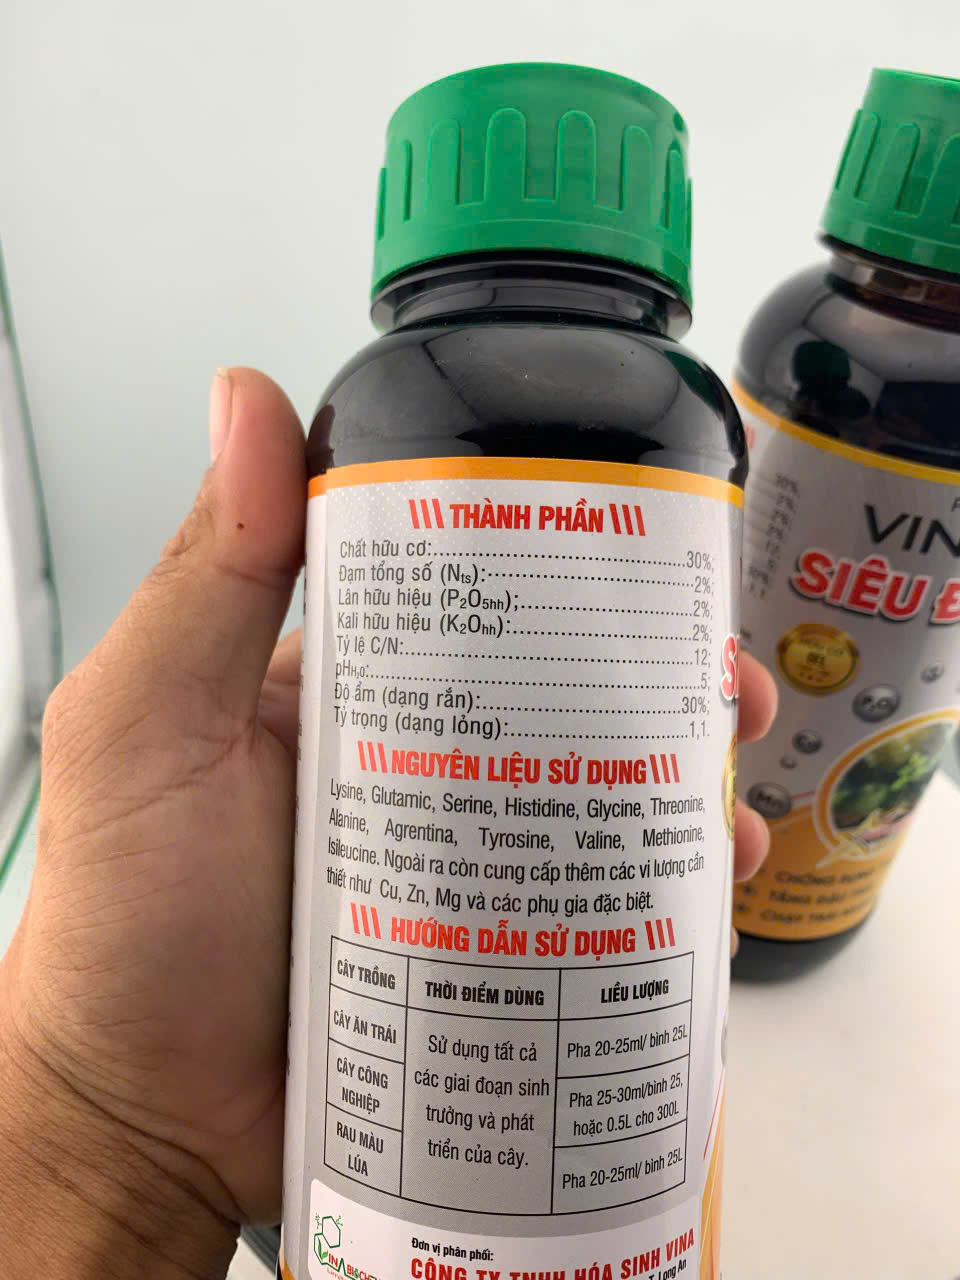 THÀNH PHẦN
Chất hữu cơ:....................30%;
Đạm tổng số (Nts):....................2%;
Lân hữu hiệu (P₂O5hh);....................2%;
Kali hữu hiệu (K₂Ohh):....................2%;
Tỷ lệ C/N:....................12;
pHH₂O:....................5;
Độ ẩm (dạng rắn):....................30%;
Tỷ trọng (dạng lỏng):....................1,1.
NGUYÊN LIỆU SỬ DỤNG
Lysine, Glutamic, Serine, Histidine, Glycine, Threonine,
Alanine, Agrentina, Tyrosine, Valine, Methionine,
Isileucine. Ngoài ra còn cung cấp thêm các vi lượng cần
thiết như Cu, Zn, Mg và các phụ gia đặc biệt.
HƯỚNG DẪN SỬ DỤNG
CÂY TRỒNG THỜI ĐIỂM DÙNG LIỀU LƯỢNG
CÂY ĂN TRÁI
CÂY CÔNG
NGHIỆP
RAU MÀU
LÚA
Sử dụng tất cả
các giai đoạn sinh
trưởng và phát
triển của cây.
Pha 20-25ml/ bình 25L
Pha 25-30ml/bình 25,
hoặc 0.5L cho 300L
Pha 20-25ml/ bình 25L
Đơn vị phân phối:
CÔNG TY TNHH HÓA SINH VINA
T. Long An
VIN
SIÊU Đ